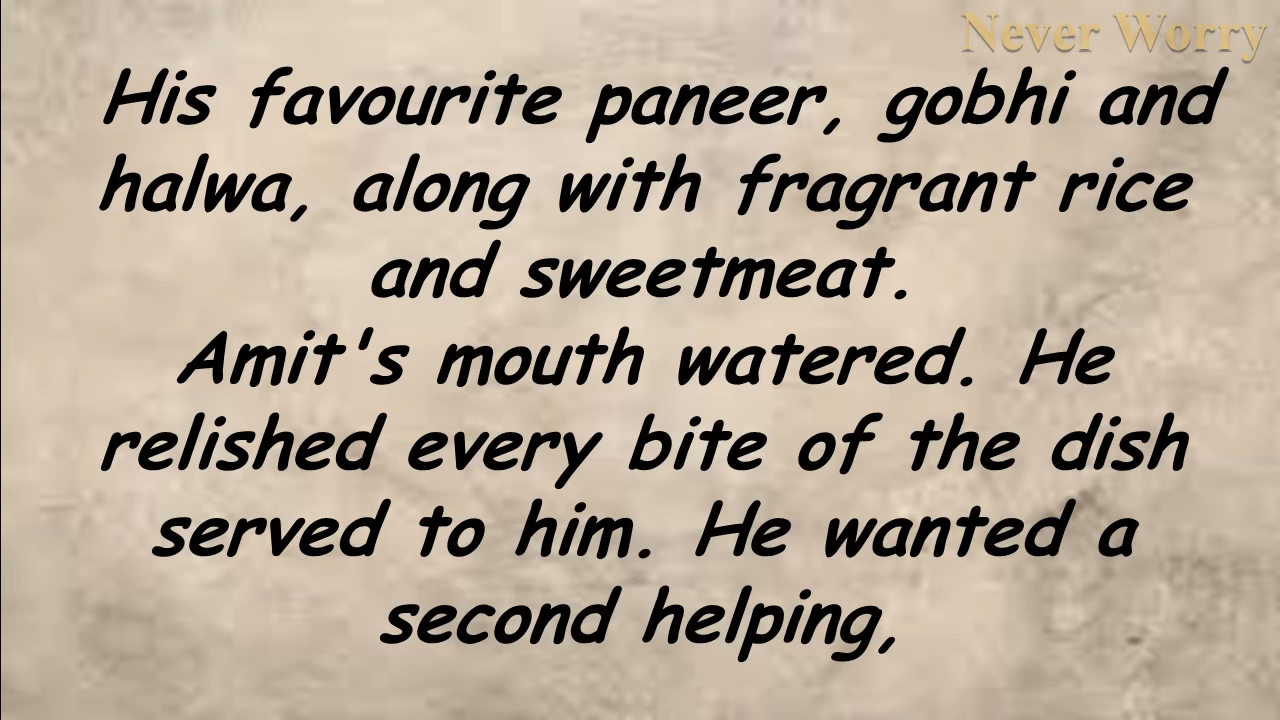 Never Worry
His favourite paneer, gobhi and
halwa, along with fragrant rice
and sweetmeat.
Amit's mouth watered. He
relished every bite of the dish
served to him. He wanted a
second helping,